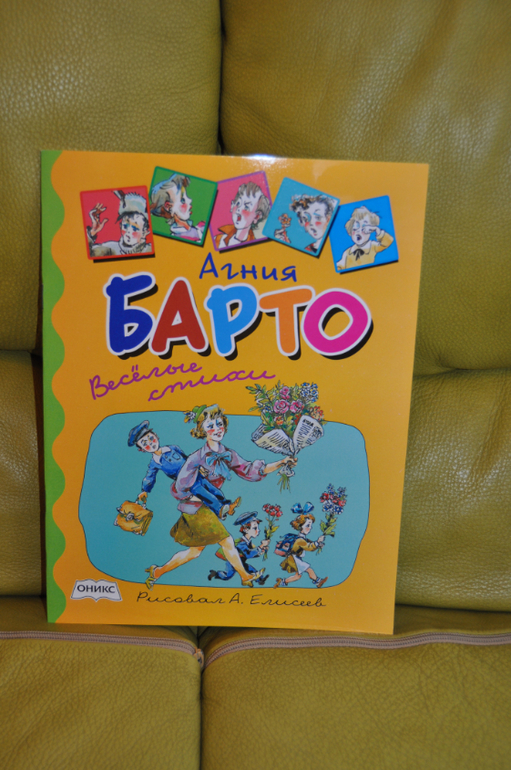 Агния
БАРТО
Весёлые
стихи
ОНИКС
Рисовал А. Елисеев